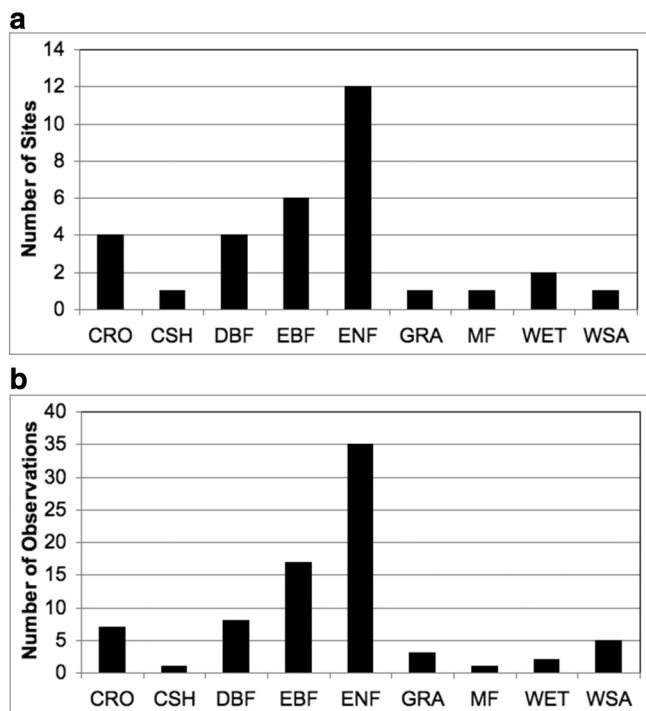 a
14
12
10
8
6
4
2
0
Number of Sites
CRO CSH DBF EBF ENF GRA MF WET WSA
b
40
35
30
25
20
15
10
5
0
Number of Observations
CRO CSH DBF EBF ENF GRA MF WET WSA